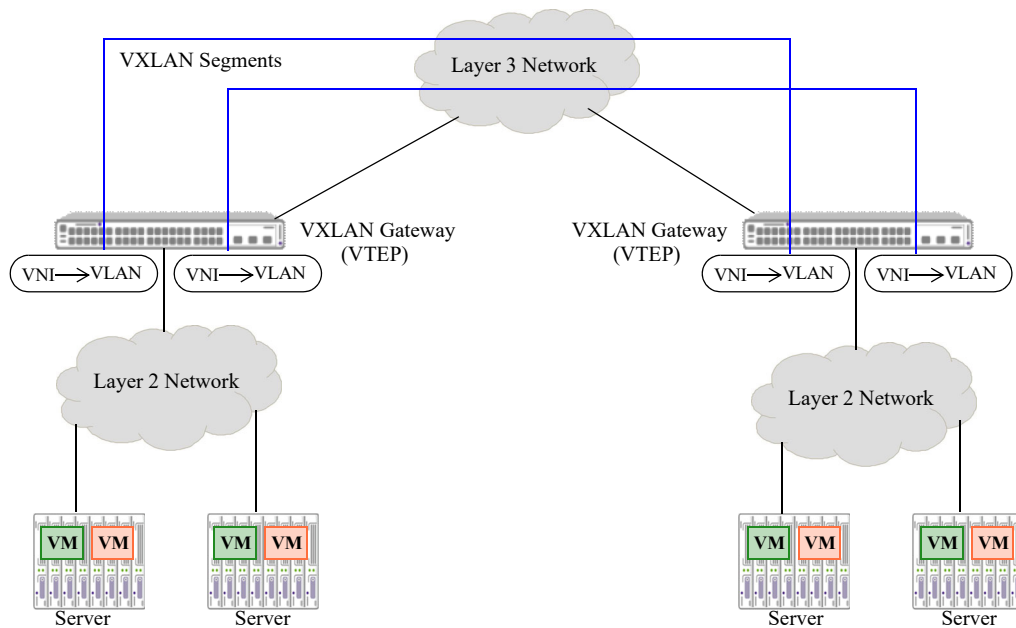 VXLAN Segments
Layer 3 Network
VXLAN Gateway
(VTEP)
VXLAN Gateway
(VTEP)
VNI VLAN
VNI VLAN
VNI VLAN
VNI VLAN
Layer 2 Network
Layer 2 Network
VM VM
VM VM
VM VM
VM VM
Server
Server
Server
Server